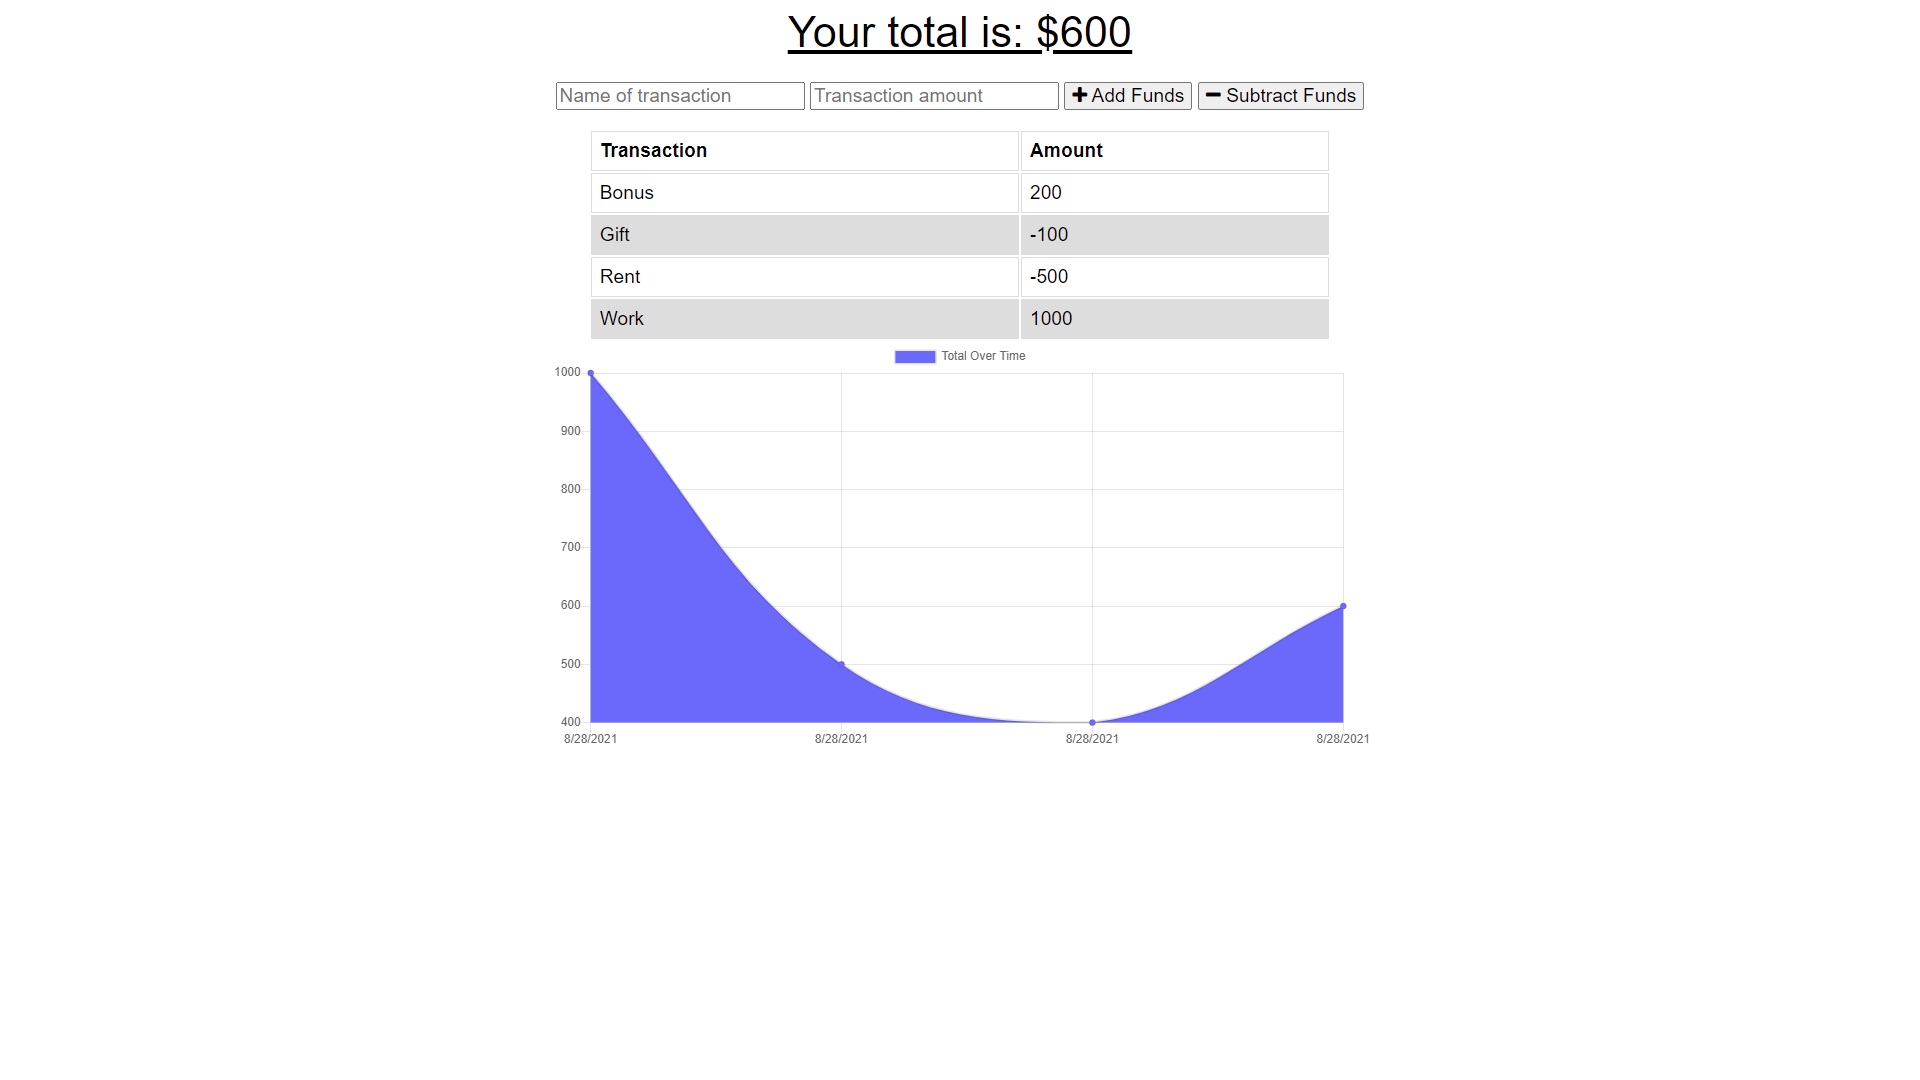 Your total is: $600
Name of transaction Transaction amount Add Funds Subtract Funds
Transaction Amount
Bonus 200
Gift -100
Rent -500
Work 1000
Total Over Time
1000
900
800
700
600
500
400
8/28/2021 8/28/2021 8/28/2021 8/28/2021